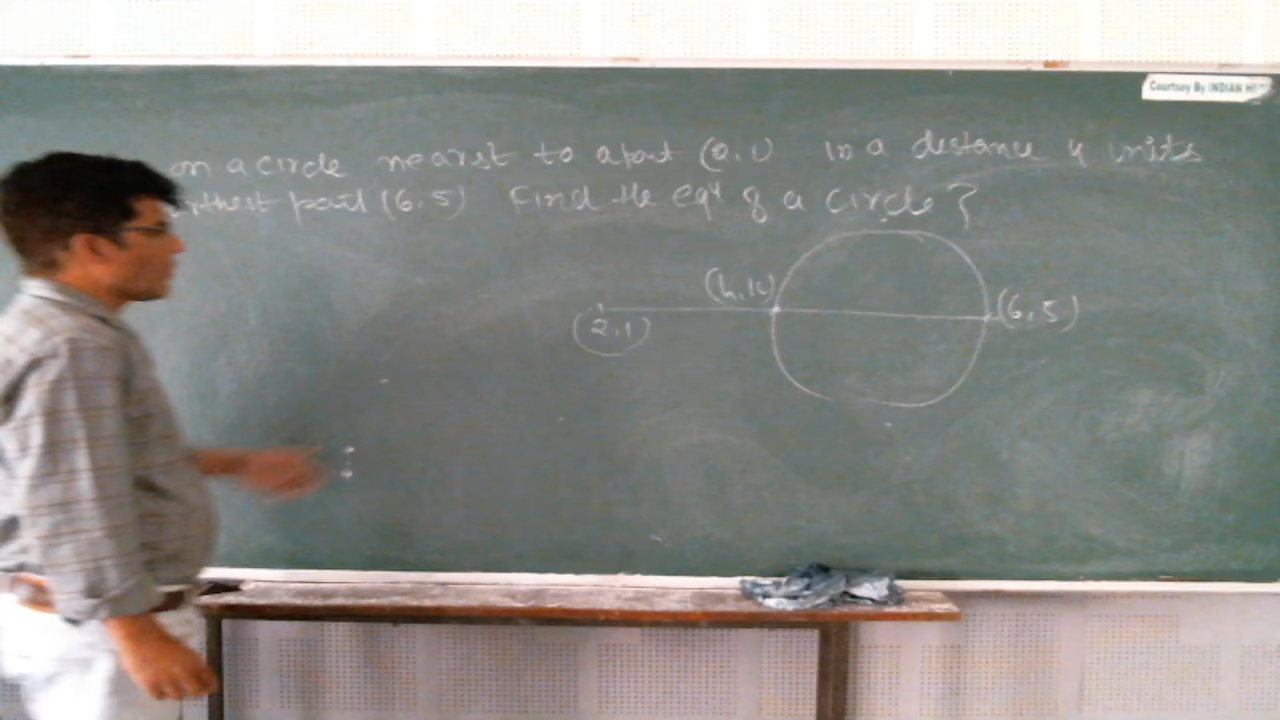 Courtesy By INDIAN
on a circle nearst to a point (2,1) is a distance 4 units
point (6,5) Find the eqn of a circle?
(h,k)
(6,5)
(2,1)